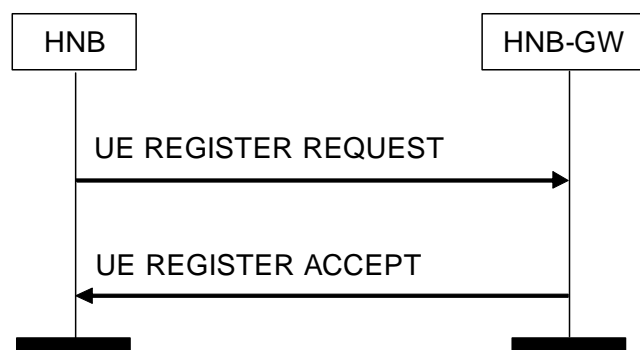 HNB
HNB-GW
UE REGISTER REQUEST
UE REGISTER ACCEPT